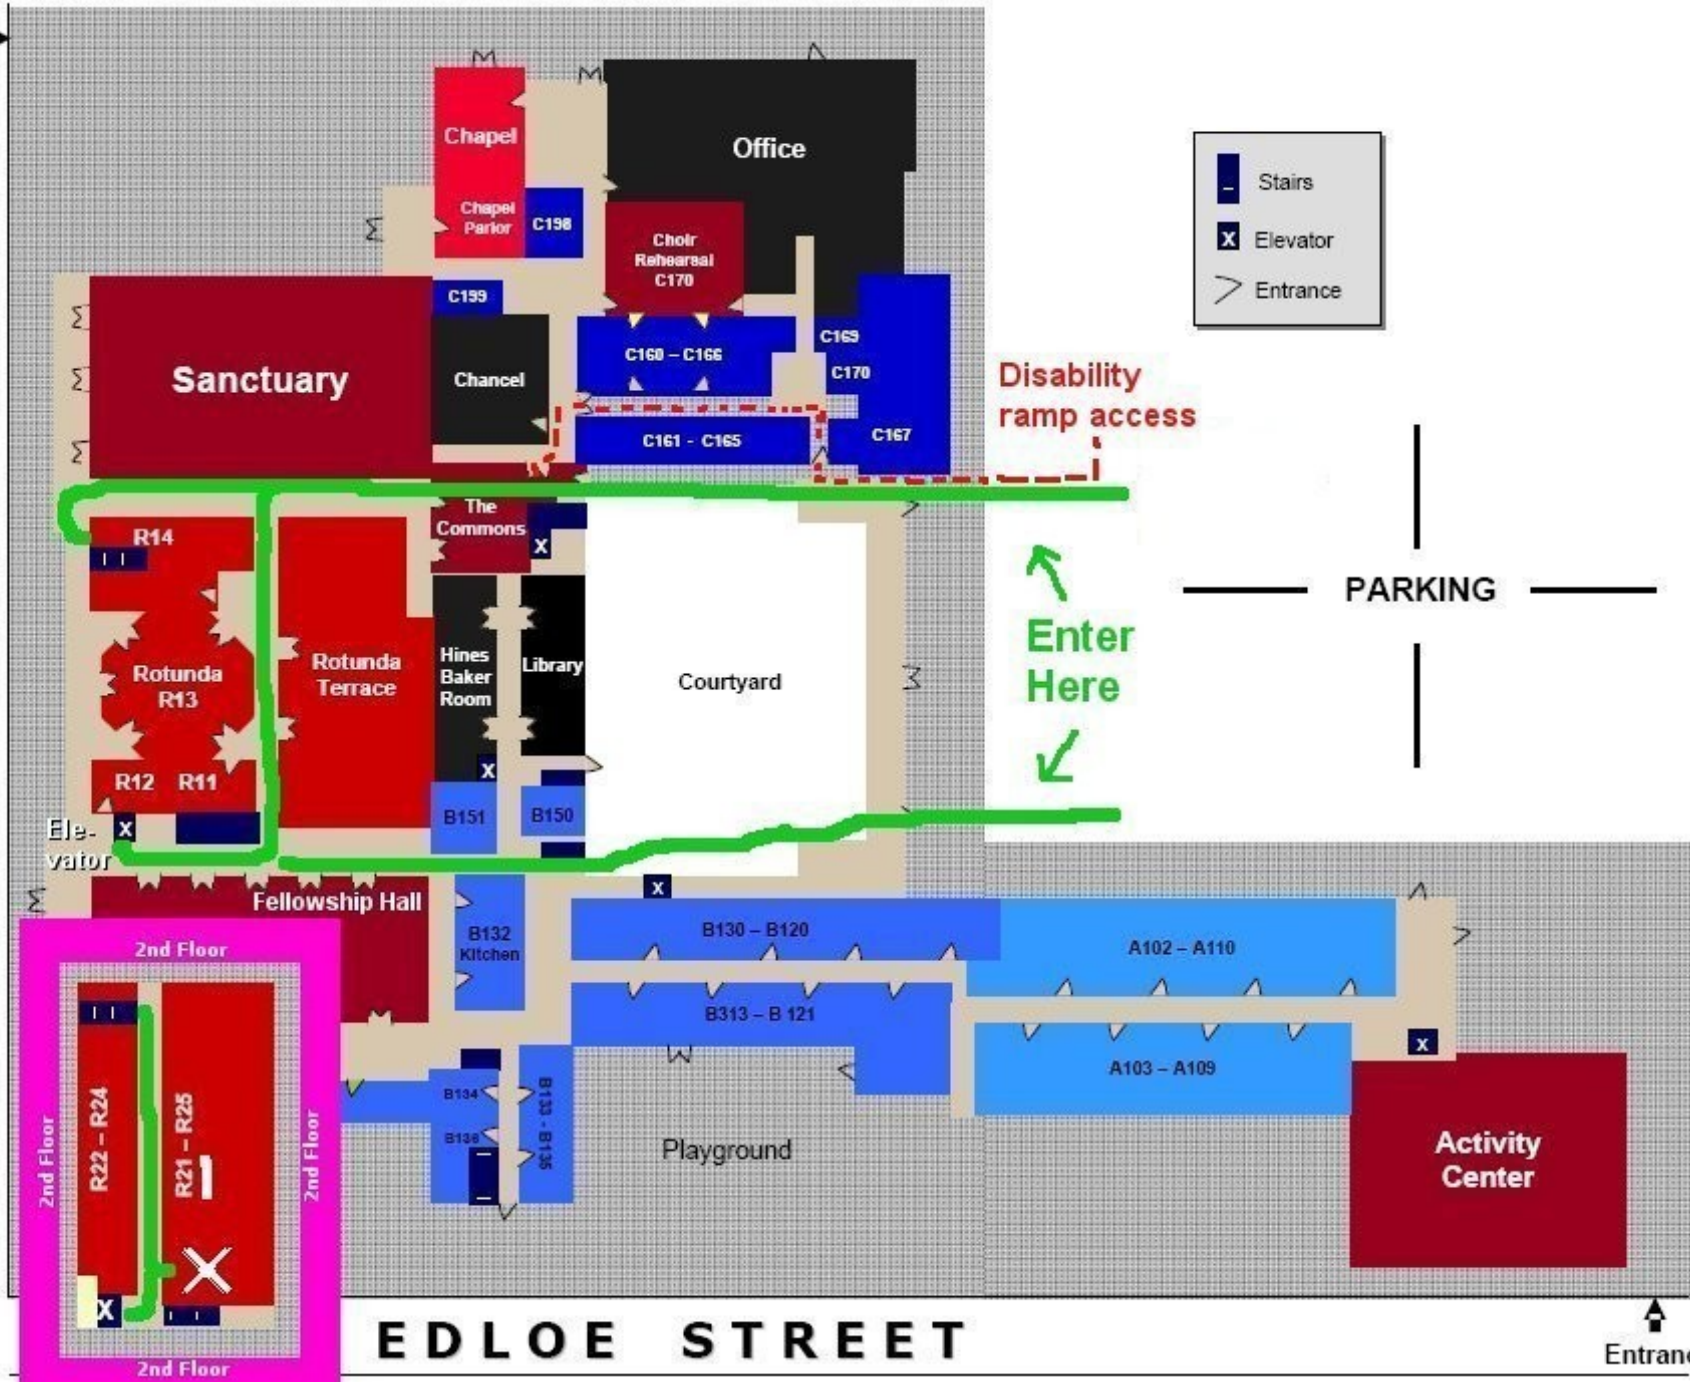 Chapel
Office
Chapel
Parlor
C198
Choir
Rehearsal
C170
Stairs
X Elevator
Entrance
C199
Sanctuary
Chancel
C160 – C166
C169
C170
C161 - C165
C167
Disability
ramp access
The
Commons
X
R14
Enter
Here
PARKING
Rotunda
R13
Rotunda
Terrace
Hines
Baker
Room
Library
Courtyard
R12
R11
X
B151
B150
Ele-
vator
X
Fellowship Hall
X
B132
Kitchen
B130 – B120
A102 – A110
B313 – B 121
A103 – A109
X
B134
B136
B133 - B135
Playground
Activity
Center
2nd Floor
2nd Floor
2nd Floor
2nd Floor
R22 – R24
R21 – R25
1
X
X
EDLOE STREET
Entranc